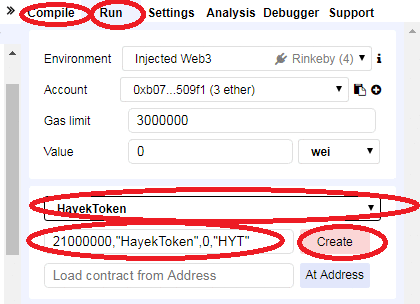 Compile Run Settings Analysis Debugger Support
Environment Injected Web3 Rinkeby (4)
Account 0xb07...509f1 (3 ether)
Gas limit 3000000
Value 0 wei
HayekToken
21000000,"HayekToken",0,"HYT" Create
Load contract from Address At Address